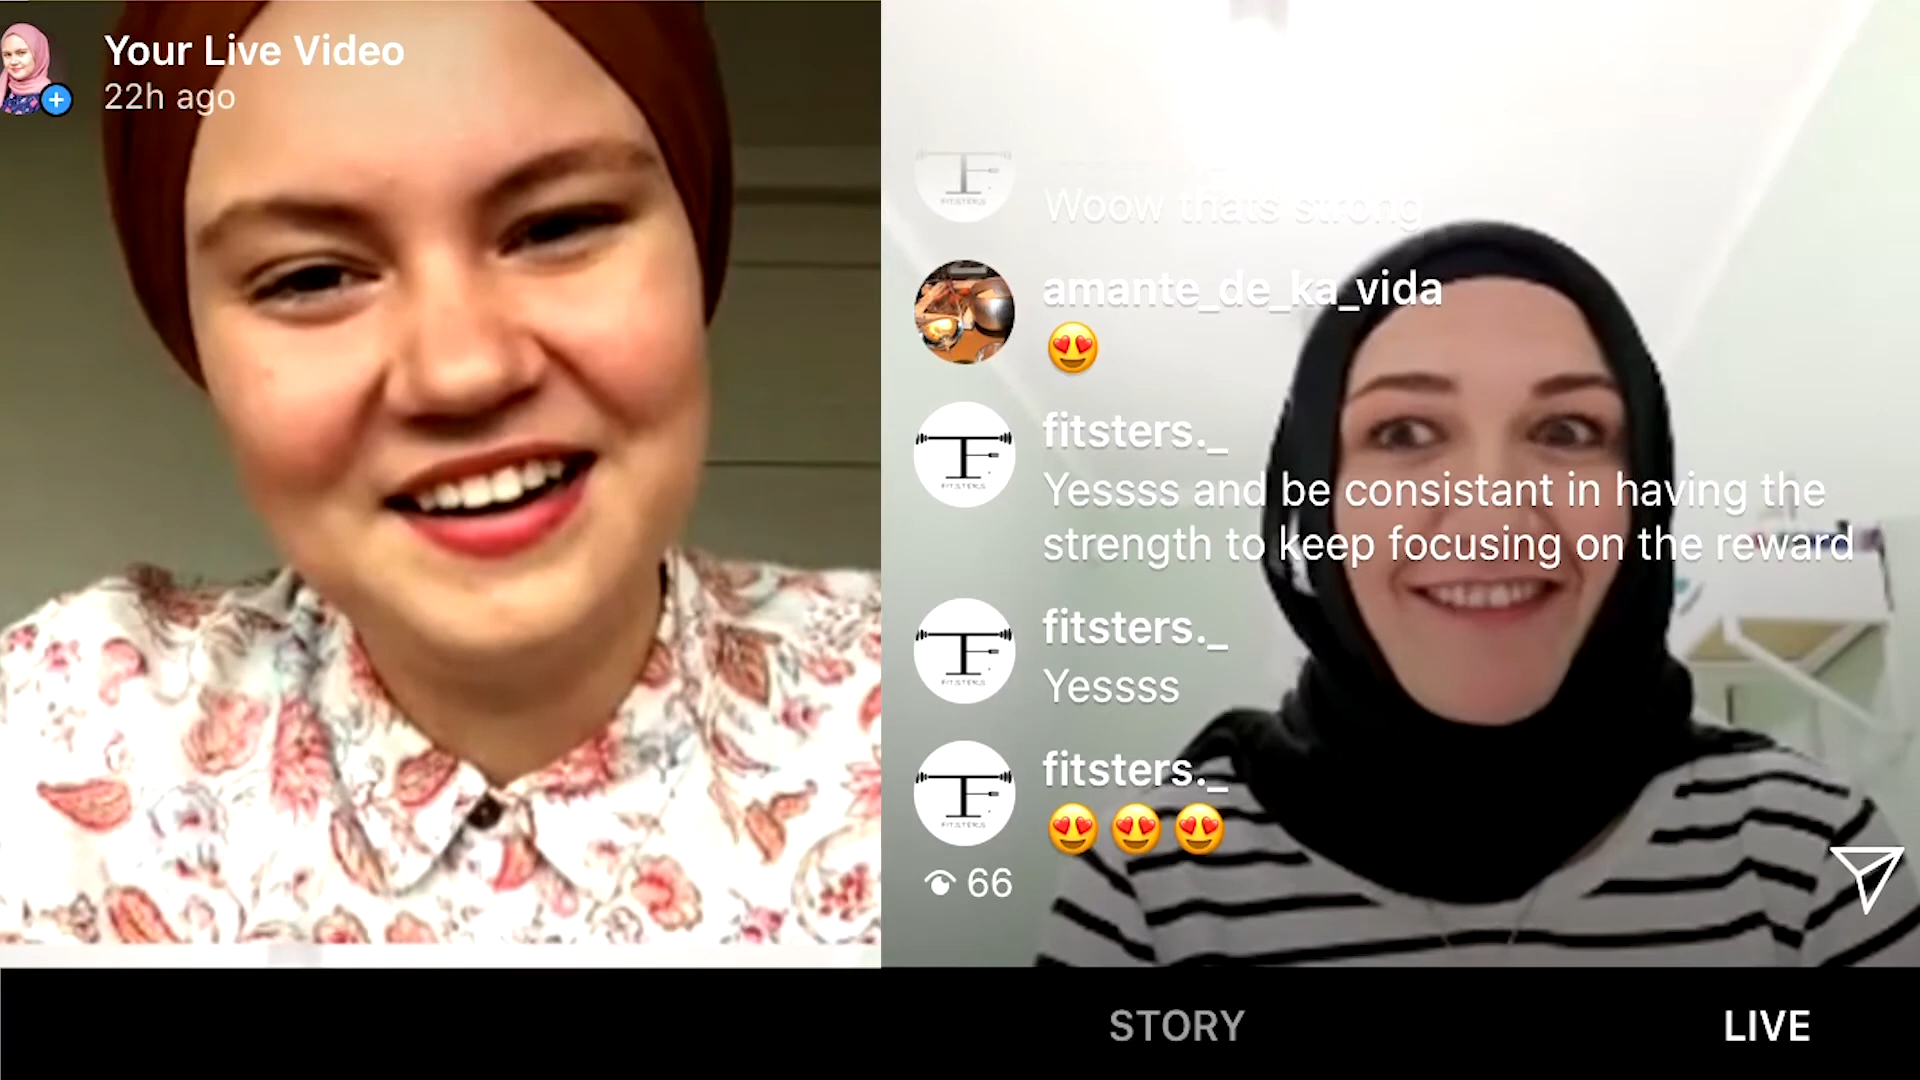 Your Live Video
22h ago
Woow thats strong
amante_de_ka_vida
😍
fitsters._
Yessss and be consistant in having the
strength to keep focusing on the reward
fitsters._
Yessss
fitsters._
😍😍😍
66
STORY
LIVE